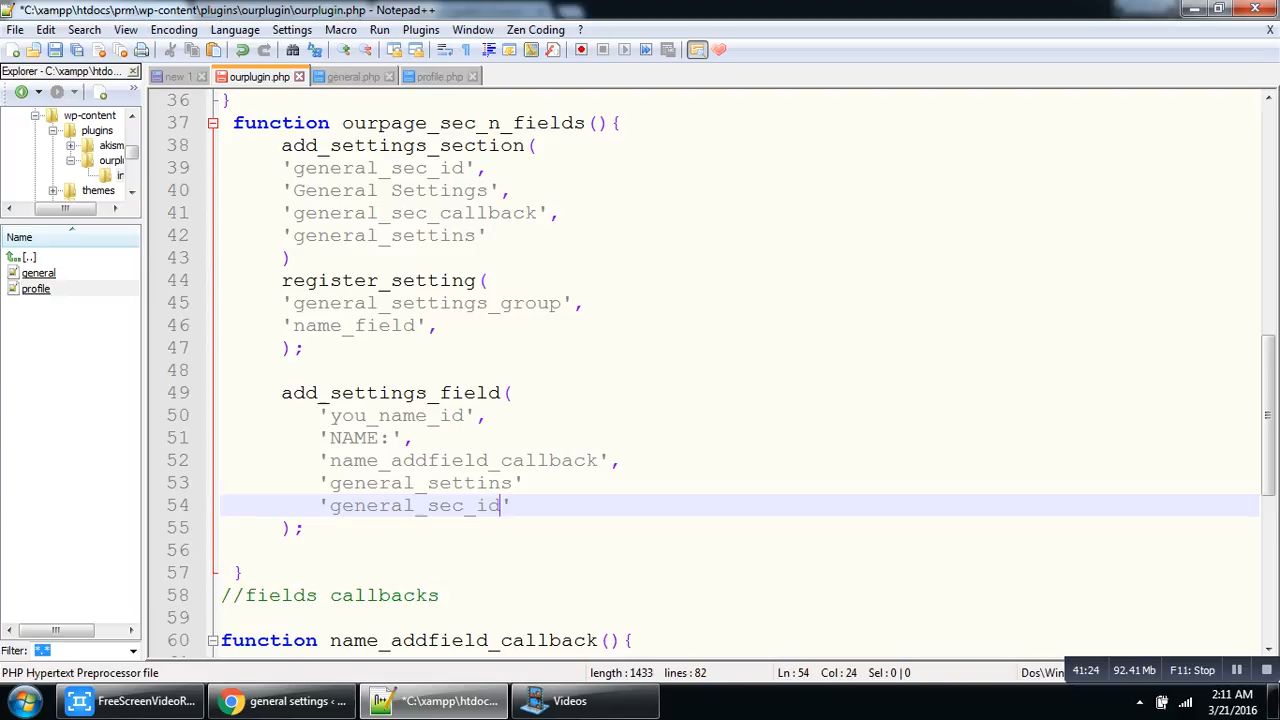 *C:\xampp\htdocs\prm\wp-content\plugins\ourplugin\ourplugin.php - Notepad++
File Edit Search View Encoding Language Settings Macro Run Plugins Window Zen Coding ? X
Explorer - C:\xampp\htdo...
new 1 ourplugin.php general.php profile.php
wp-content
plugins
akism
ourplu
in
themes
Name
[..]
general
profile
Filter: *.*
36 }
37 function ourpage_sec_n_fields(){
38 add_settings_section(
39 'general_sec_id',
40 'General Settings',
41 'general_sec_callback',
42 'general_settins'
43 )
44 register_setting(
45 'general_settings_group',
46 'name_field',
47 );
48
49 add_settings_field(
50 'you_name_id',
51 'NAME:',
52 'name_addfield_callback',
53 'general_settins'
54 'general_sec_id'
55 );
56
57 }
58 //fields callbacks
59
60 function name_addfield_callback(){
PHP Hypertext Preprocessor file length : 1433 lines : 82 Ln : 54 Col : 24 Sel : 0 | 0 Dos\Win
41:24 92.41 Mb F11: Stop
FreeScreenVideoR... general settings ‹ ... *C:\xampp\htdoc... Videos
2:11 AM
3/21/2016